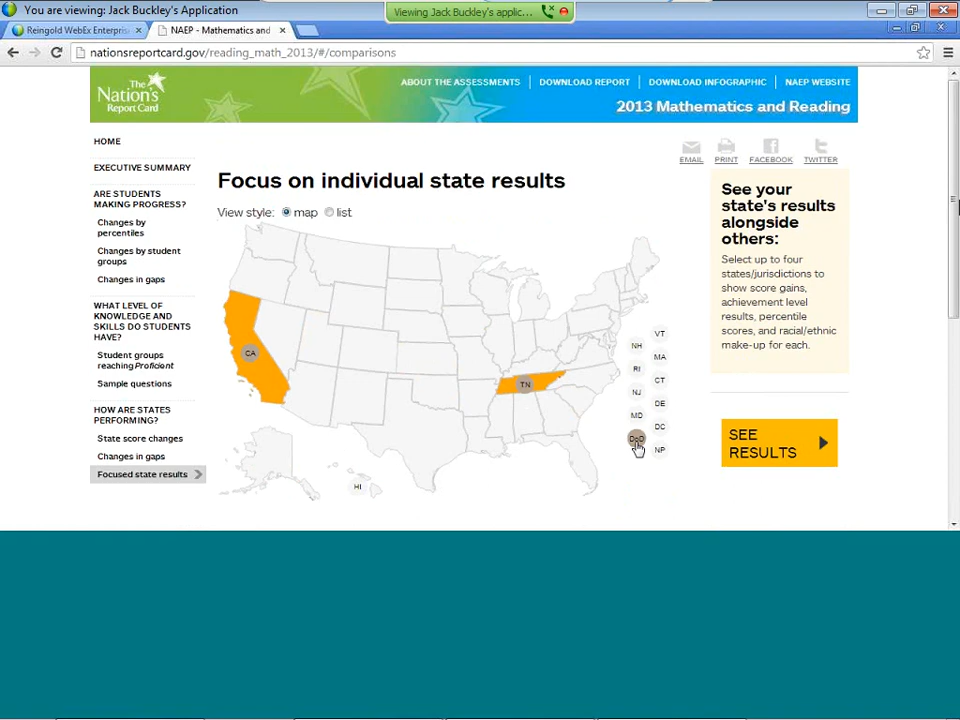 You are viewing: Jack Buckley's Application
Viewing Jack Buckley's applic...
Reingold WebEx Enterpris
NAEP - Mathematics and
nationsreportcard.gov/reading_math_2013/#/comparisons
The Nation's Report Card
ABOUT THE ASSESSMENTS
DOWNLOAD REPORT
DOWNLOAD INFOGRAPHIC
NAEP WEBSITE
2013 Mathematics and Reading
HOME
EXECUTIVE SUMMARY
ARE STUDENTS
MAKING PROGRESS?
Changes by
percentiles
Changes by student
groups
Changes in gaps
WHAT LEVEL OF
KNOWLEDGE AND
SKILLS DO STUDENTS
HAVE?
Student groups
reaching Proficient
Sample questions
HOW ARE STATES
PERFORMING?
State score changes
Changes in gaps
Focused state results
EMAIL
PRINT
FACEBOOK
TWITTER
Focus on individual state results
View style: map list
CA
TN
HI
VT
NH
MA
RI
CT
NJ
DE
MD
DC
DoD
NP
See your
state's results
alongside
others:
Select up to four
states/jurisdictions to
show score gains,
achievement level
results, percentile
scores, and racial/ethnic
make-up for each.
SEE
RESULTS